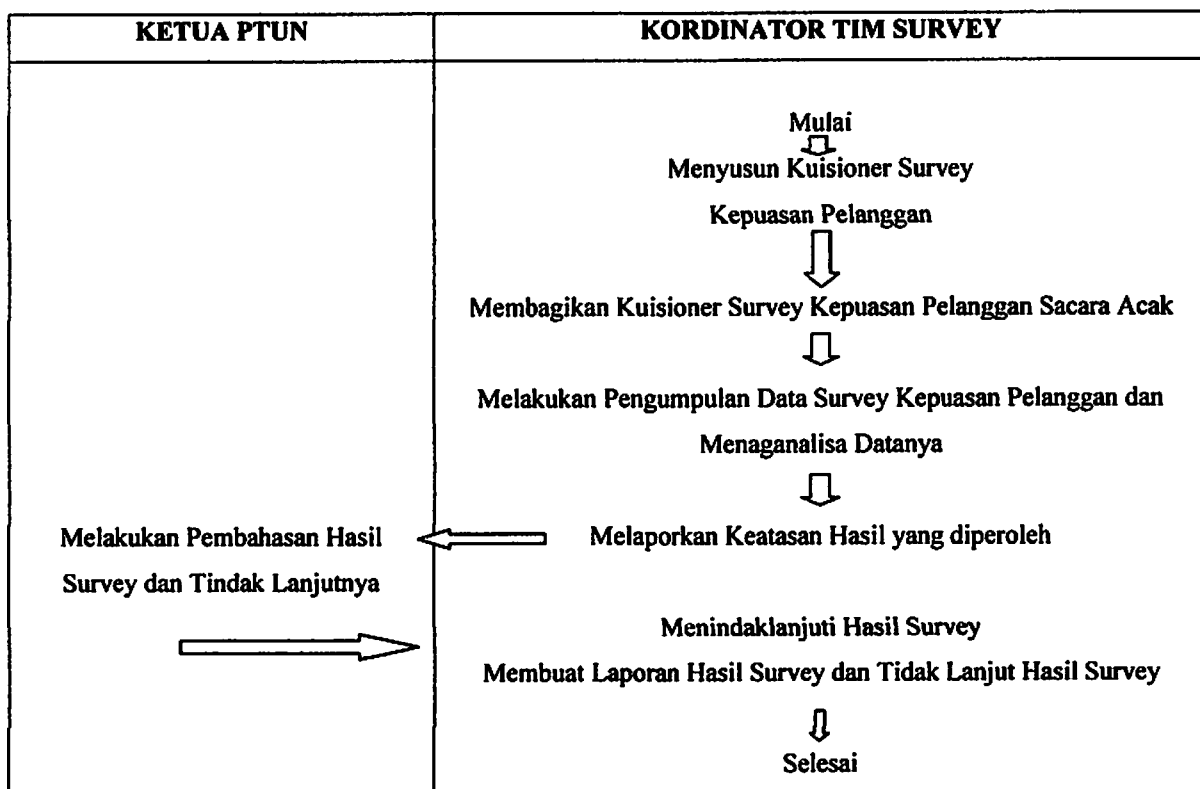 KETUA PTUN
KORDINATOR TIM SURVEY
Mulai
Menyusun Kuisioner Survey
Kepuasan Pelanggan
Membagikan Kuisioner Survey Kepuasan Pelanggan Sacara Acak
Melakukan Pengumpulan Data Survey Kepuasan Pelanggan dan
Menaganalisa Datanya
Melaporkan Keatasan Hasil yang diperoleh
Melakukan Pembahasan Hasil
Survey dan Tindak Lanjutnya
Menindaklanjuti Hasil Survey
Membuat Laporan Hasil Survey dan Tidak Lanjut Hasil Survey
Selesai